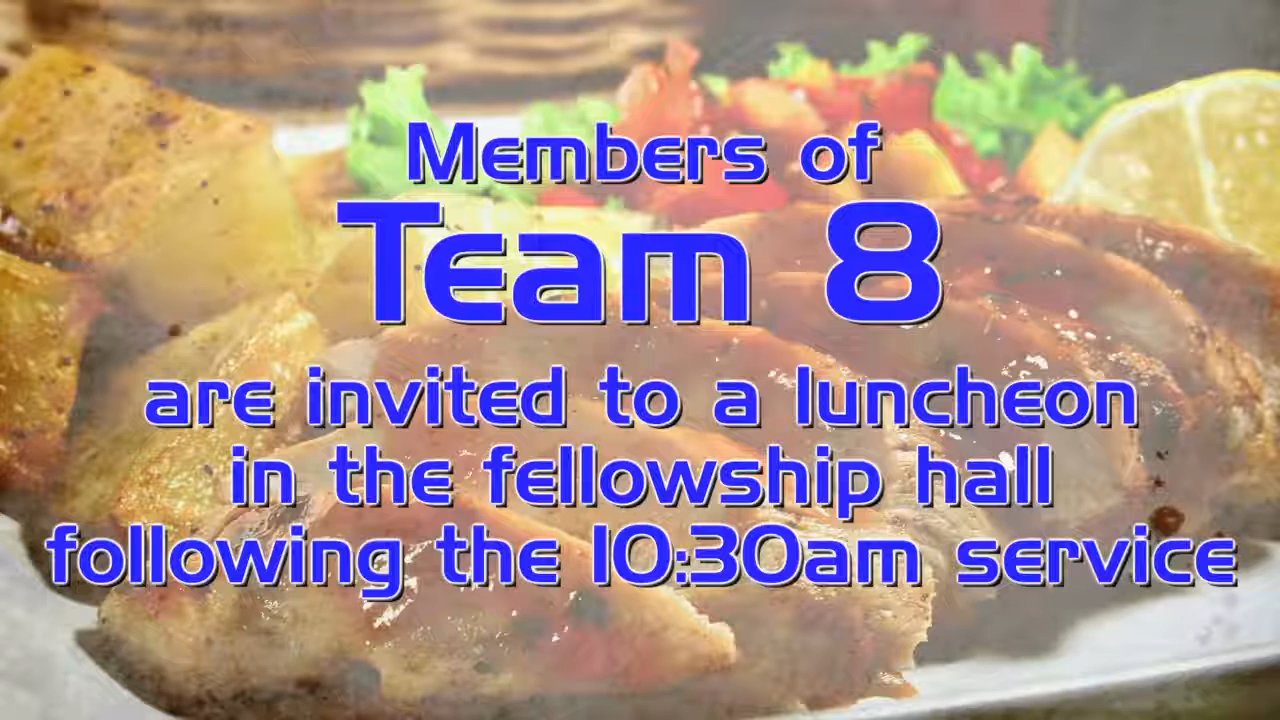 Members of
Team 8
are invited to a luncheon
in the fellowship hall
following the 10:30am service